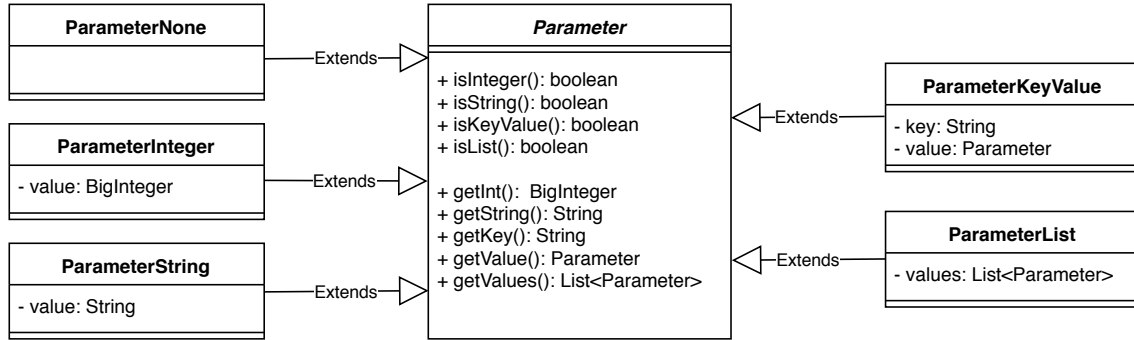 ParameterNone
Extends
ParameterInteger
- value: BigInteger
Extends
ParameterString
- value: String
Extends
Parameter
+ isInteger(): boolean
+ isString(): boolean
+ isKeyValue(): boolean
+ isList(): boolean
+ getInt(): BigInteger
+ getString(): String
+ getKey(): String
+ getValue(): Parameter
+ getValues(): List<Parameter>
Extends
ParameterKeyValue
- key: String
- value: Parameter
Extends
ParameterList
- values: List<Parameter>